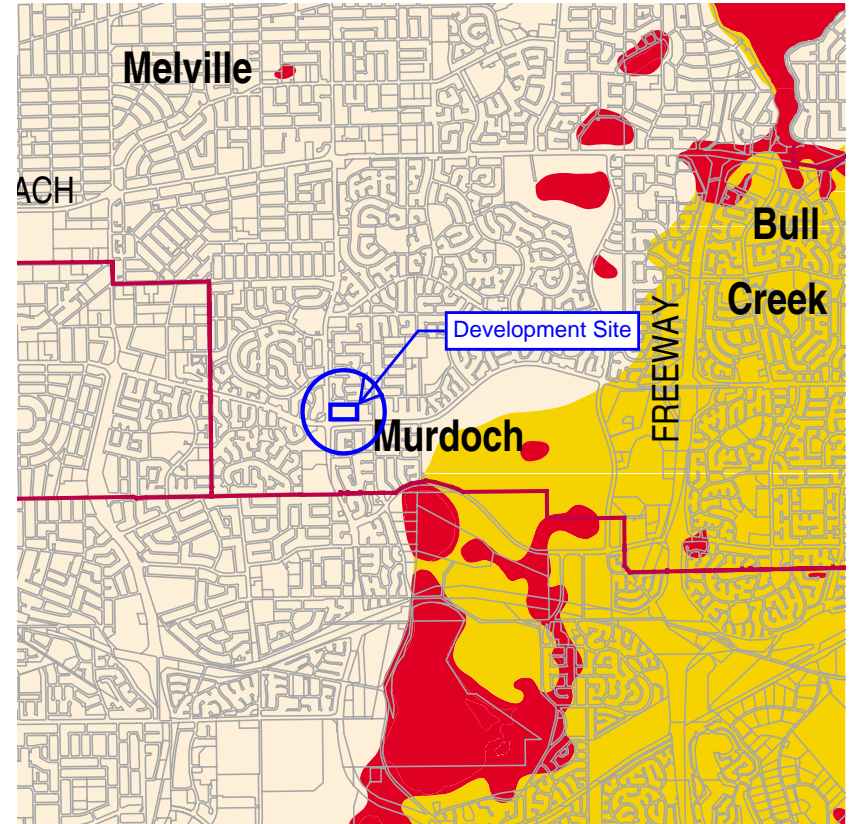 Melville
ACH
Bull
Creek
Development Site
FREEWAY
Murdoch